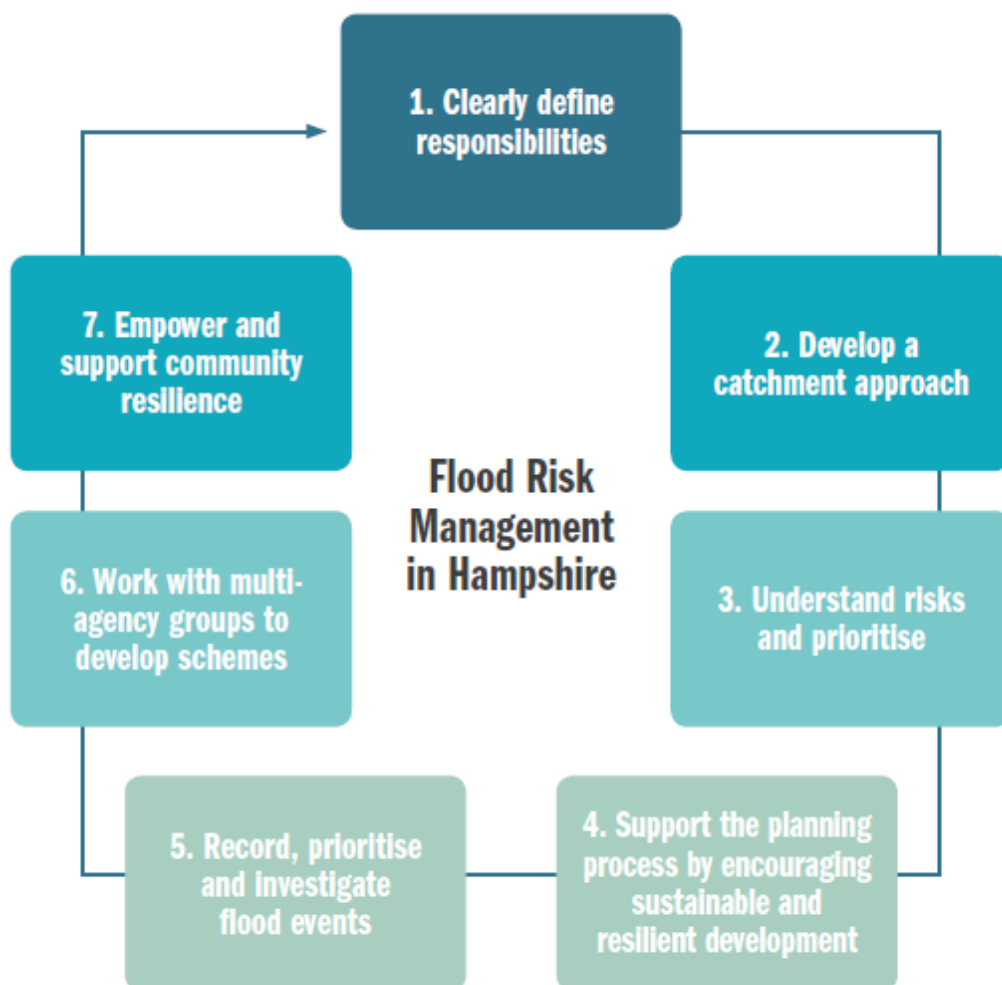 1. Clearly define
responsibilities
2. Develop a
catchment approach
3. Understand risks
and prioritise
4. Support the planning
process by encouraging
sustainable and
resilient development
5. Record, prioritise
and investigate
flood events
6. Work with multi-
agency groups to
develop schemes
7. Empower and
support community
resilience
Flood Risk
Management
in Hampshire